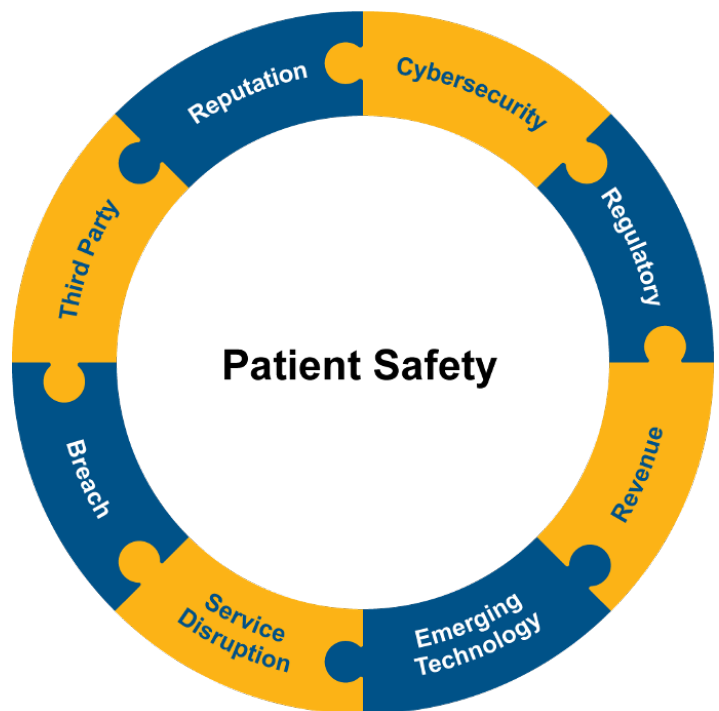 Reputation
Cybersecurity
Regulatory
Revenue
Emerging
Technology
Service
Disruption
Breach
Third Party
Patient Safety